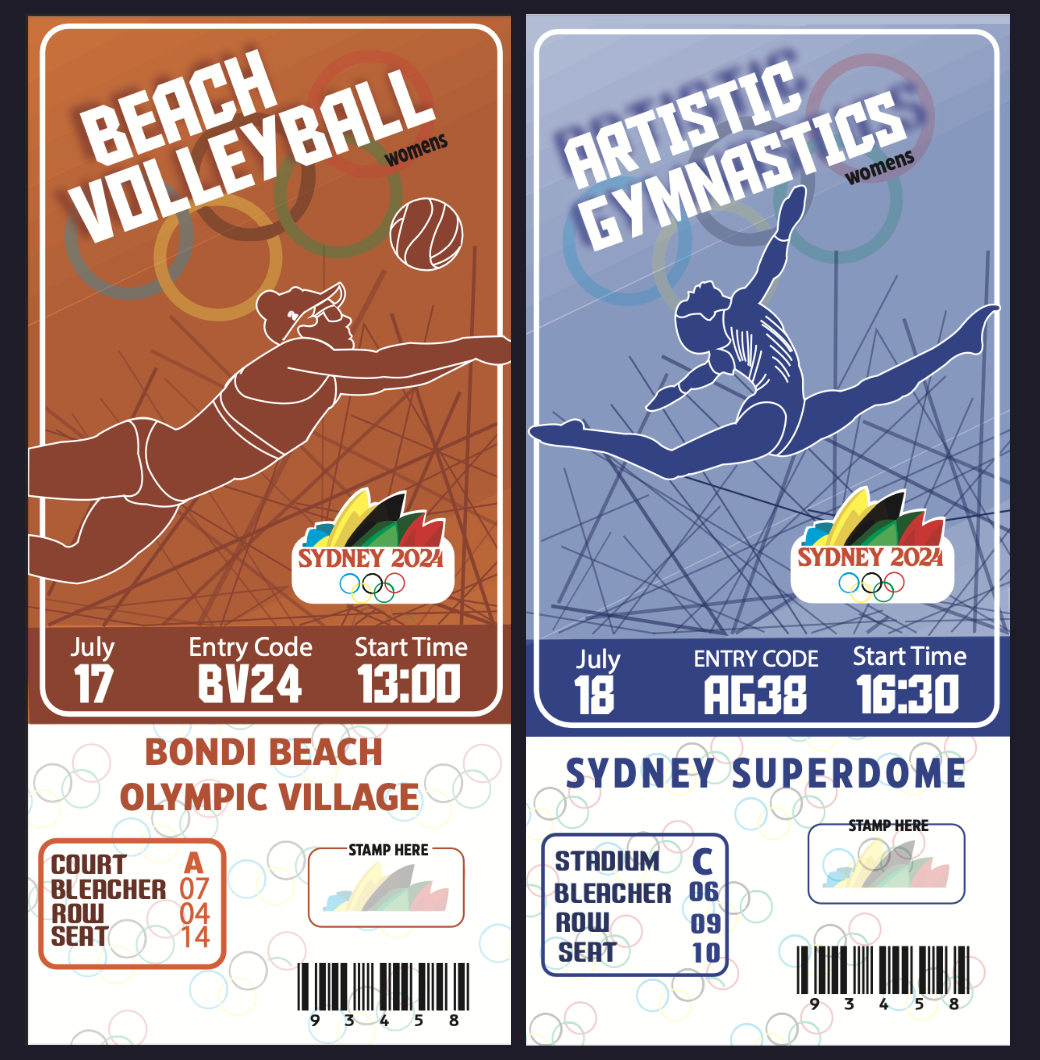 BEACH
VOLLEYBALL
womens
2
SYDNEY 2024
July
17
Entry Code
BV24
Start Time
13:00
BONDI BEACH
OLYMPIC VILLAGE
COURT A
BLEACHER 07
ROW 04
SEAT 14
STAMP HERE
9 3 4 5 8
ARTISTIC
GYMNASTICS
womens
SYDNEY 2024
July
18
ENTRY CODE
AG38
Start Time
16:30
SYDNEY SUPERDOME
STADIUM C
BLEACHER 06
ROW 09
SEAT 10
STAMP HERE
9 3 4 5 8